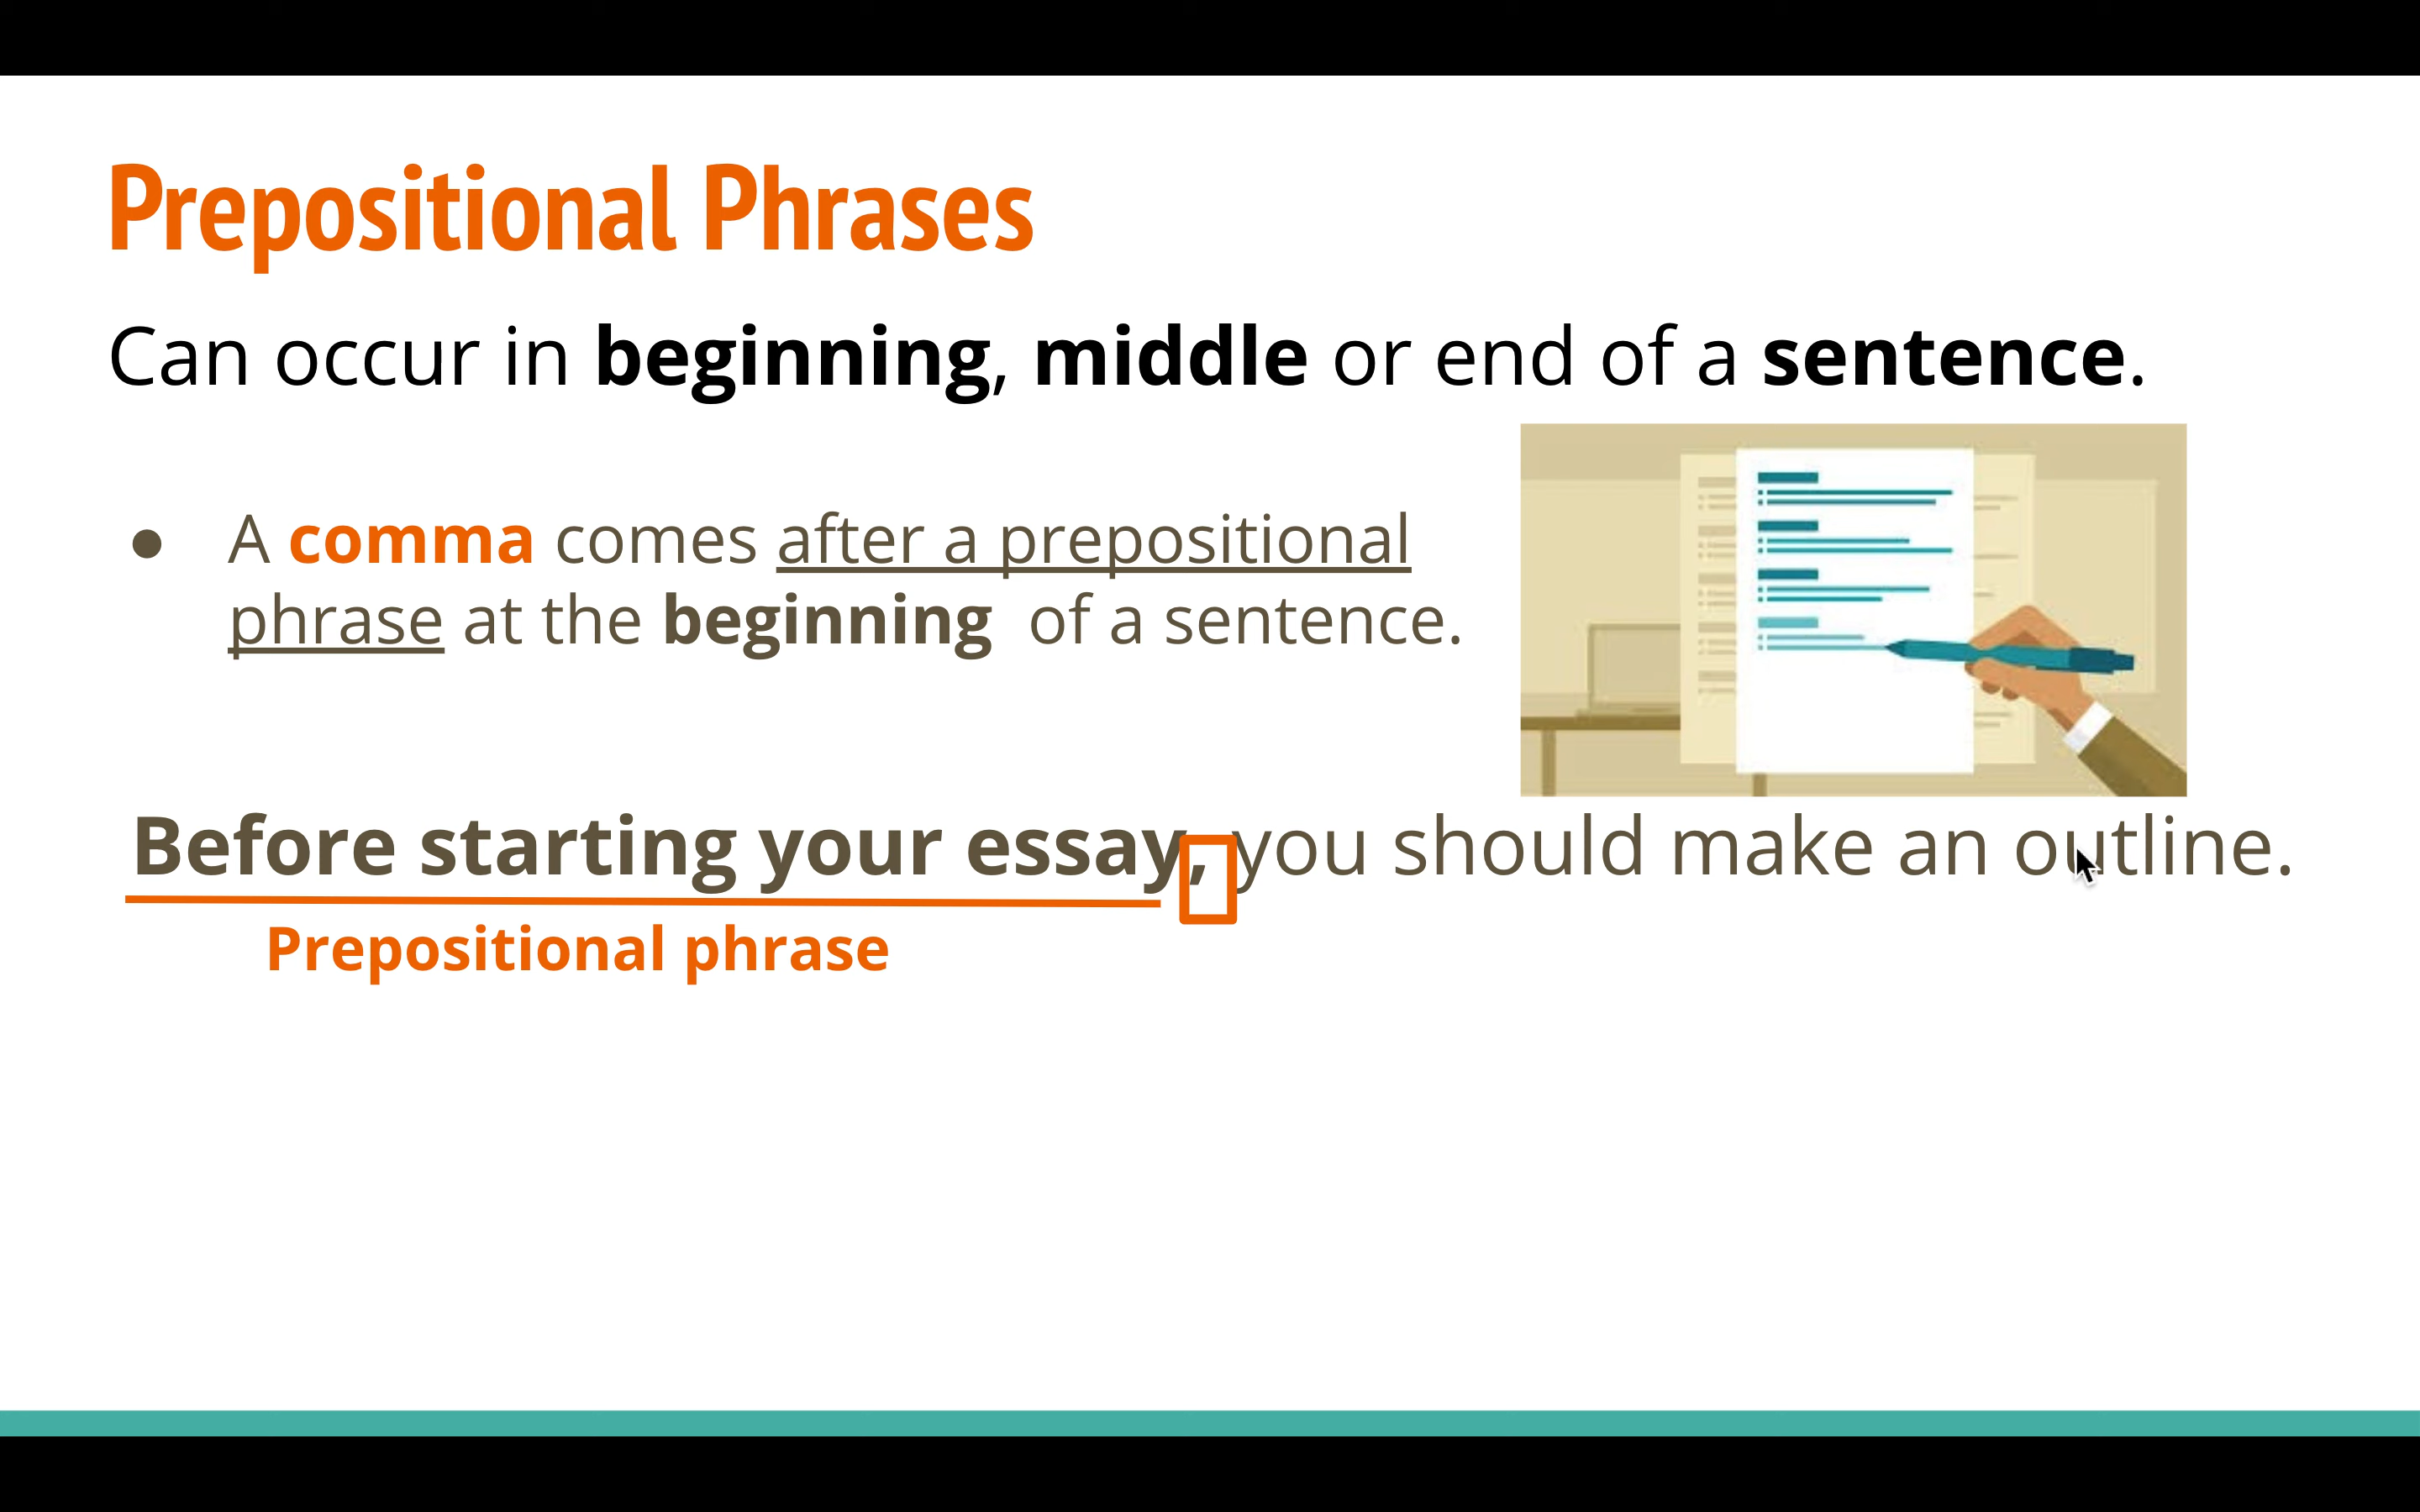 Prepositional Phrases
Can occur in beginning, middle or end of a sentence.
● A comma comes after a prepositional
phrase at the beginning of a sentence.
Before starting your essay, you should make an outline.
Prepositional phrase